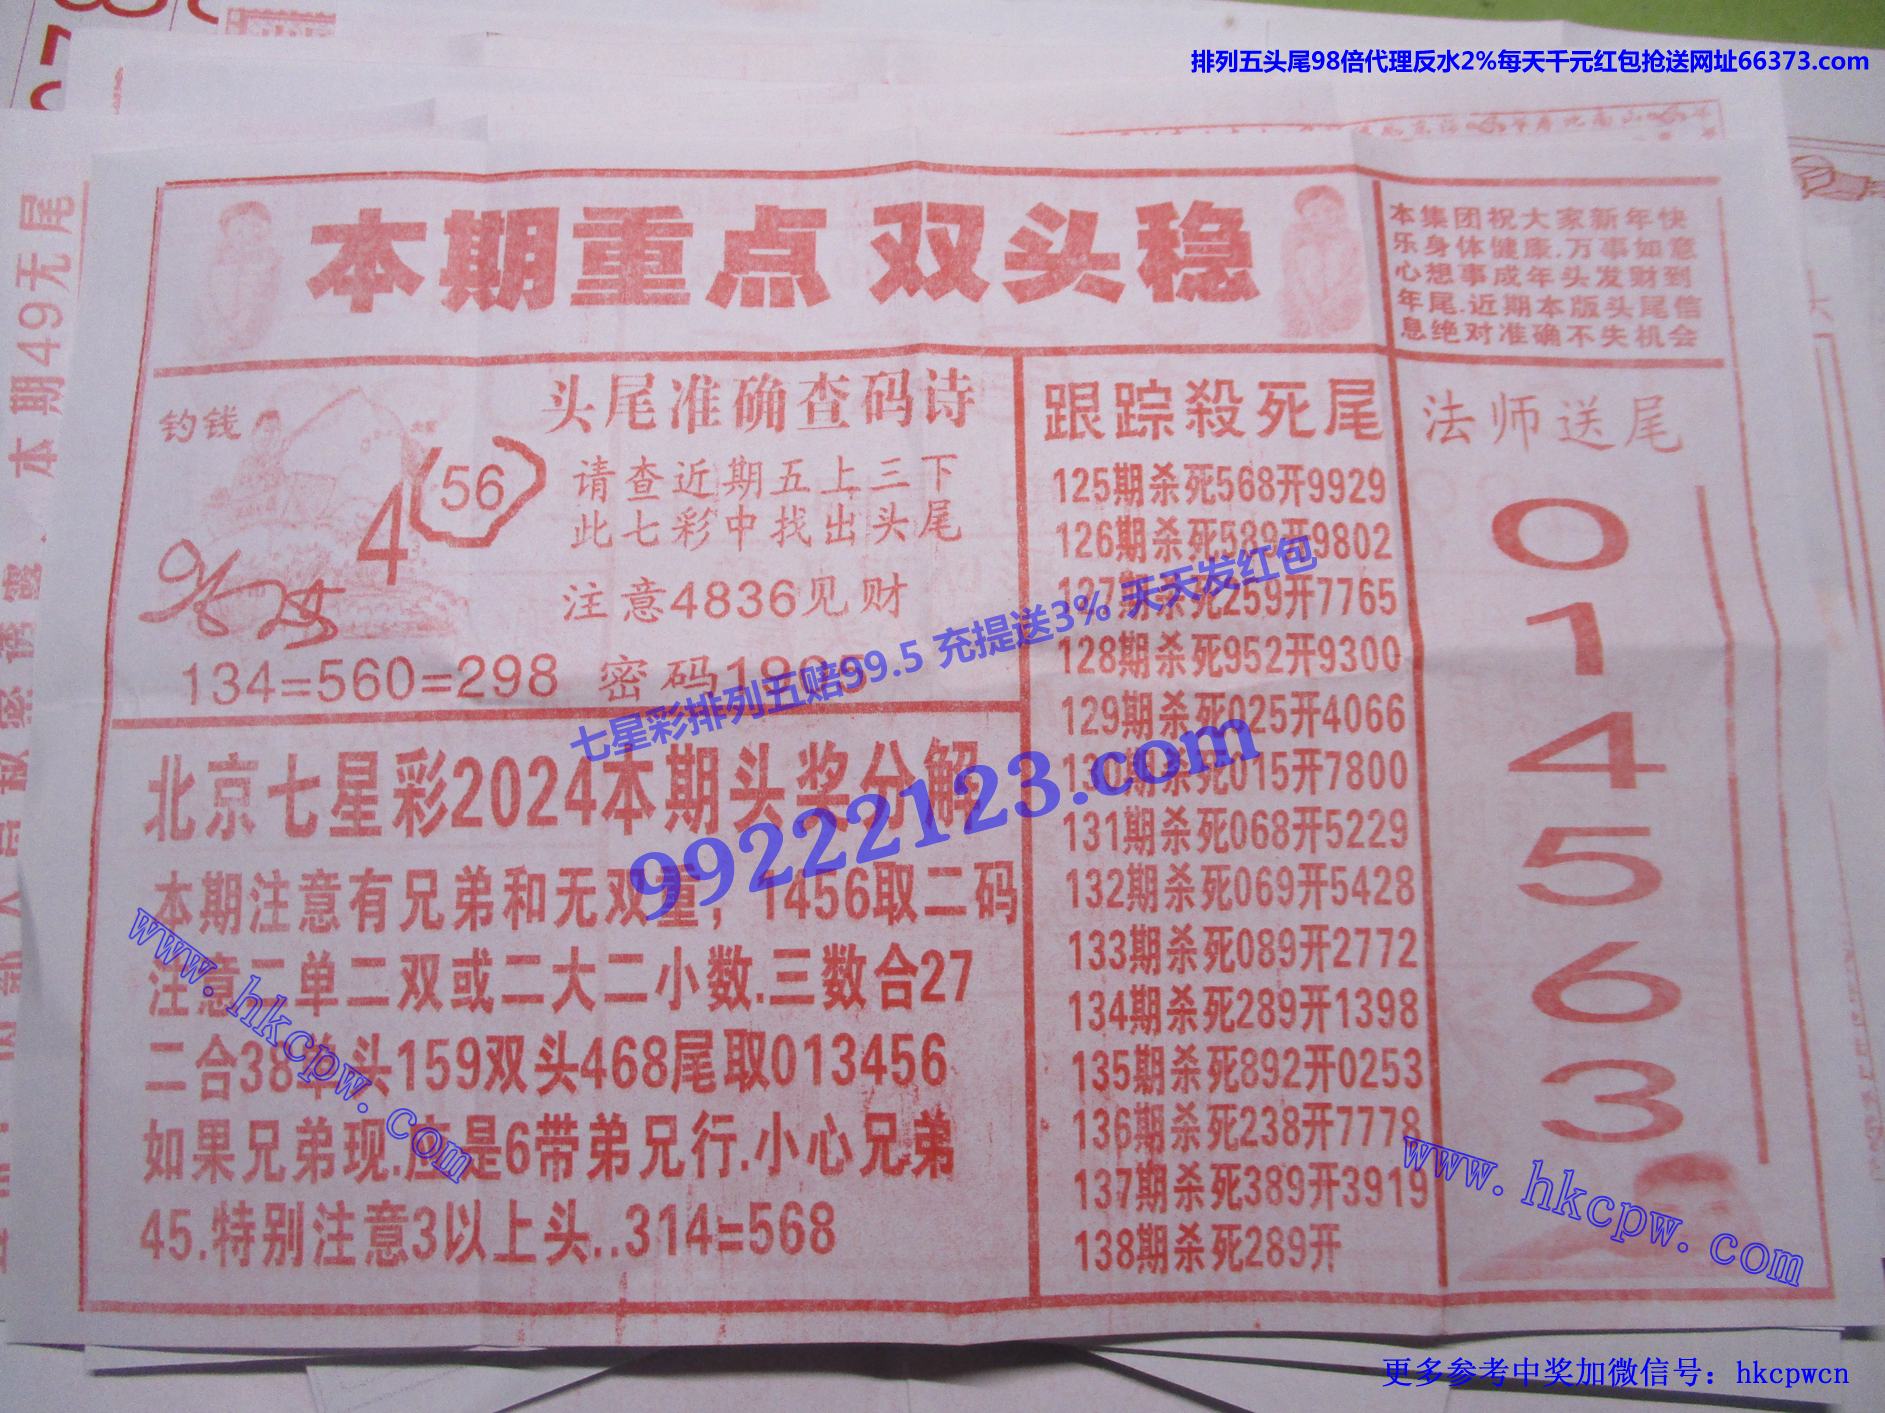 排列五头尾98倍代理反水2%每天千元红包抢送网址66373.com
本期重点 双头稳
本集团祝大家新年快
乐身体健康.万事如意
心想事成年头发财到
年尾.近期本版头尾信
息绝对准确不失机会
钓钱
4
56
头尾准确查码诗
请查近期五上三下
此七彩中找出头尾
注意4836见财
134=560=298 密码1905
北京七星彩2024本期头奖分解
本期注意有兄弟和无双重，1456取二码
注意二单二双或二大二小数.三数合27
二合38单头159双头468尾取013456
如果兄弟现.座是6带弟兄行.小心兄弟
45.特别注意3以上头..314=568
跟踪殺死尾
125期杀死568开9929
126期杀死589开9802
127期杀死259开7765
128期杀死952开9300
129期杀死025开4066
130期杀死015开7800
131期杀死068开5229
132期杀死069开5428
133期杀死089开2772
134期杀死289开1398
135期杀死892开0253
136期杀死238开7778
137期杀死389开3919
138期杀死289开
法师送尾
0
1
4
5
6
3
本期49无尾
七星彩排列五赔99.5 充提送3% 天天发红包
99222123.com
www.hkcpw.com
www.hkcpw.com
更多参考中奖加微信号：hkcpwcn